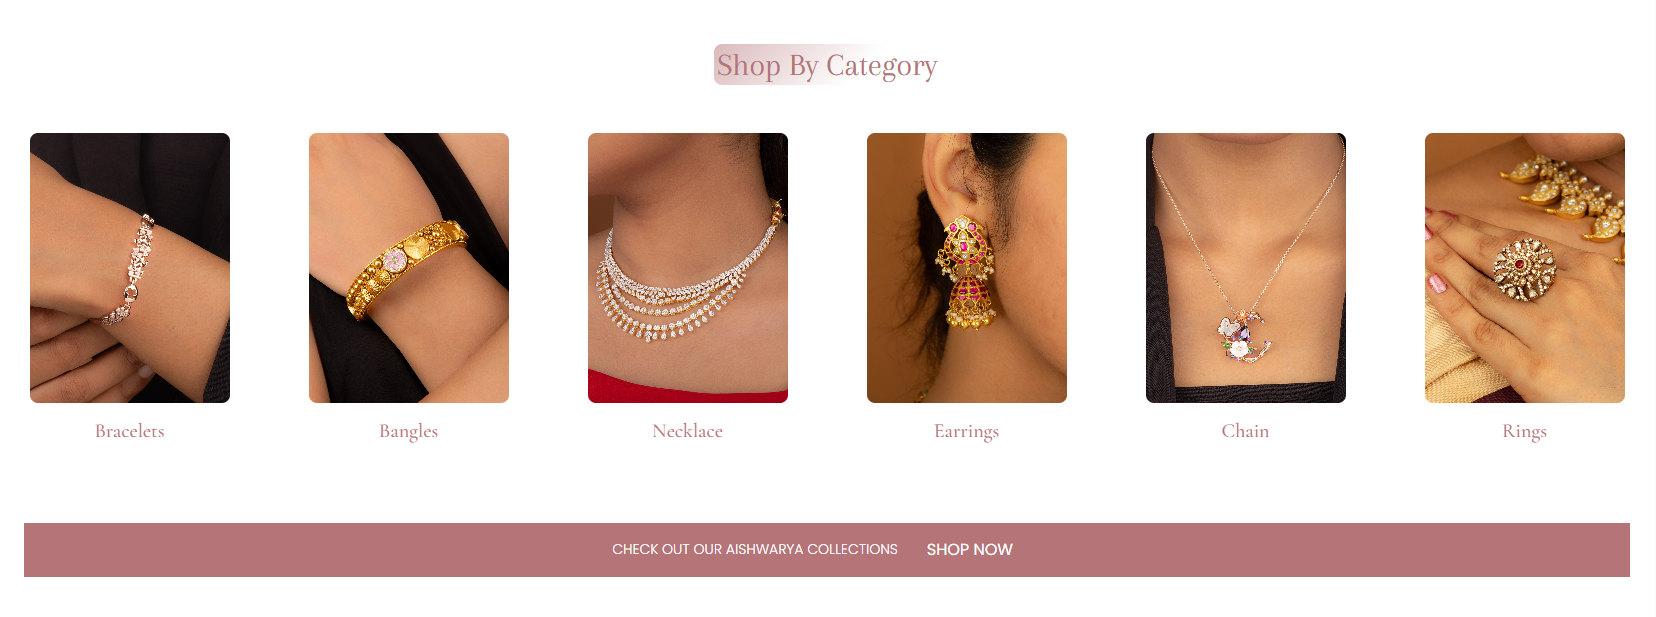 Shop By Category
Bracelets
Bangles
Necklace
Earrings
Chain
Rings
CHECK OUT OUR AISHWARYA COLLECTIONS SHOP NOW